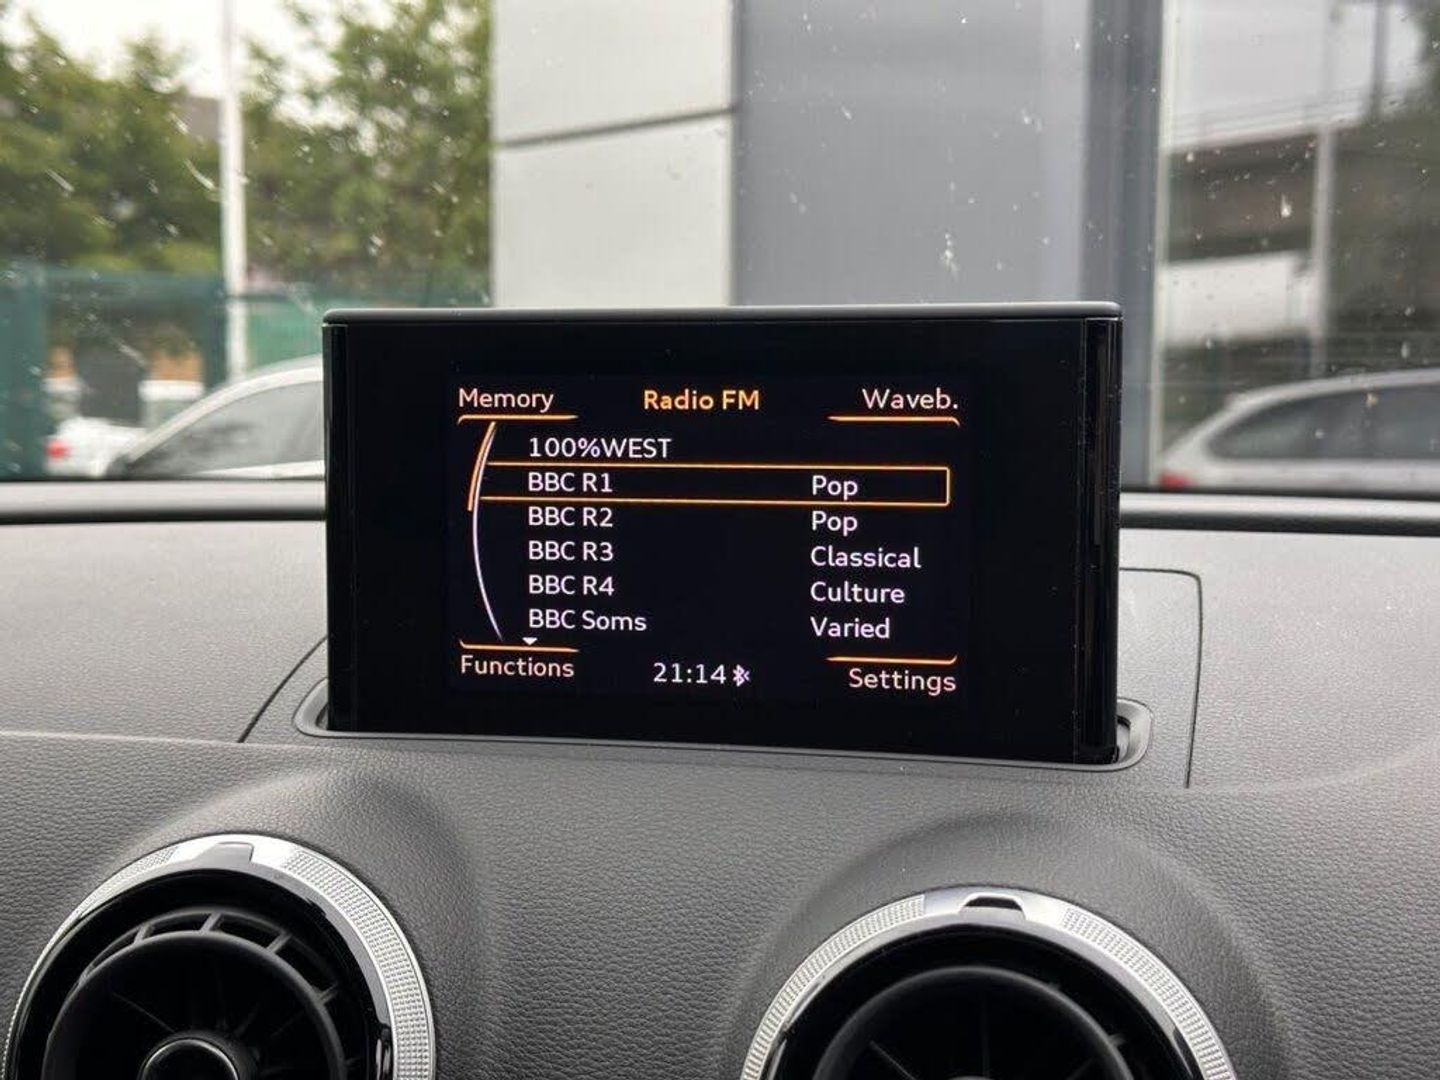 Memory Radio FM Waveb.
100%WEST
BBC R1 Pop
BBC R2 Pop
BBC R3 Classical
BBC R4 Culture
BBC Soms Varied
Functions 21:14 Settings